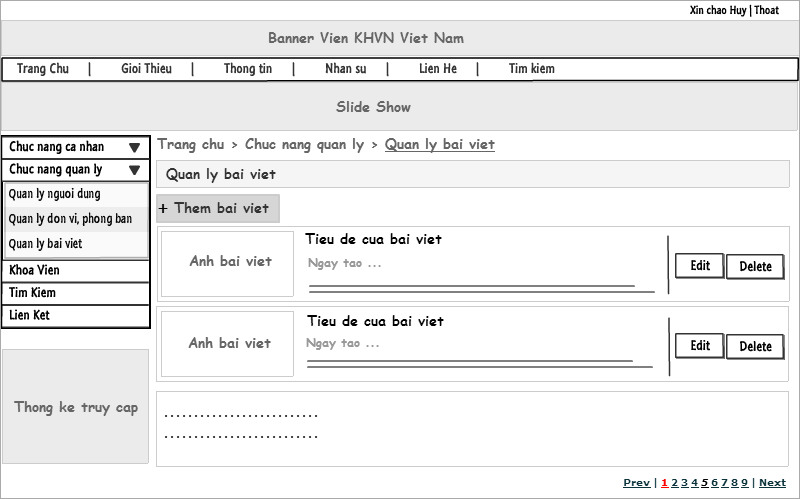 Xin chao Huy | Thoat
Banner Vien KHVN Viet Nam
Trang Chu | Gioi Thieu | Thong tin | Nhan su | Lien He | Tim kiem
Slide Show
Chuc nang ca nhan
Chuc nang quan ly
Quan ly nguoi dung
Quan ly don vi, phong ban
Quan ly bai viet
Khoa Vien
Tim Kiem
Lien Ket
Thong ke truy cap
Trang chu > Chuc nang quan ly > Quan ly bai viet
Quan ly bai viet
+ Them bai viet
Anh bai viet
Tieu de cua bai viet
Ngay tao ...
Edit Delete
Anh bai viet
Tieu de cua bai viet
Ngay tao ...
Edit Delete
............................
............................
Prev | 1 2 3 4 5 6 7 8 9 | Next